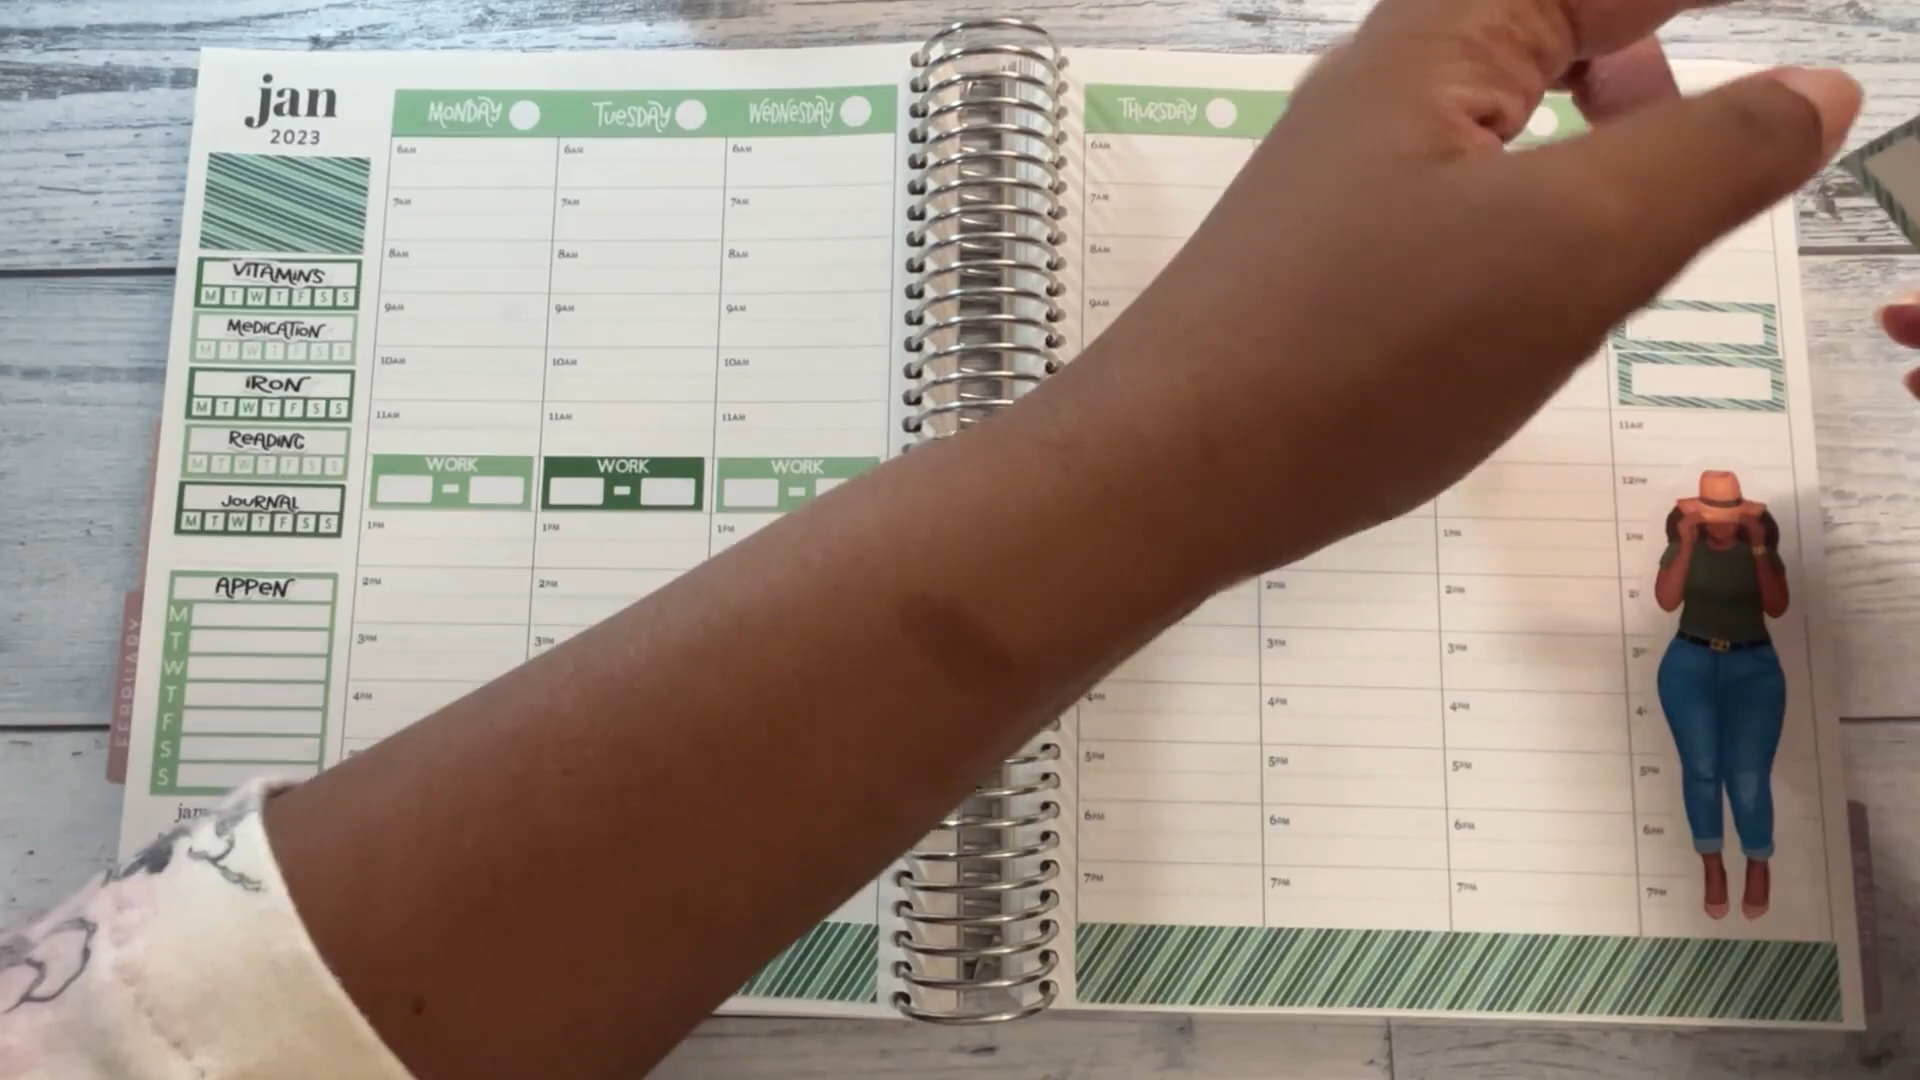 jan
2023
MONDAY
TUESDAY
WEDNESDAY
THURSDAY
VITAMINS
M T W T F S S
MEDICATION
M T W T F S S
IRON
M T W T F S S
READING
M T W T F S S
JOURNAL
M T W T F S S
APPEN
M
T
W
T
F
S
S
FEBRUARY
6AM
7AM
8AM
9AM
10AM
11AM
WORK
1PM
2PM
3PM
4PM
6AM
7AM
8AM
9AM
10AM
11AM
WORK
1PM
2PM
3PM
6AM
7AM
8AM
9AM
10AM
11AM
WORK
1PM
6AM
7AM
8AM
9AM
4PM
5PM
6PM
7PM
2PM
3PM
4PM
5PM
6PM
7PM
1PM
2PM
3PM
4PM
5PM
6PM
7PM
11AM
12PM
1PM
5PM
6PM
7PM